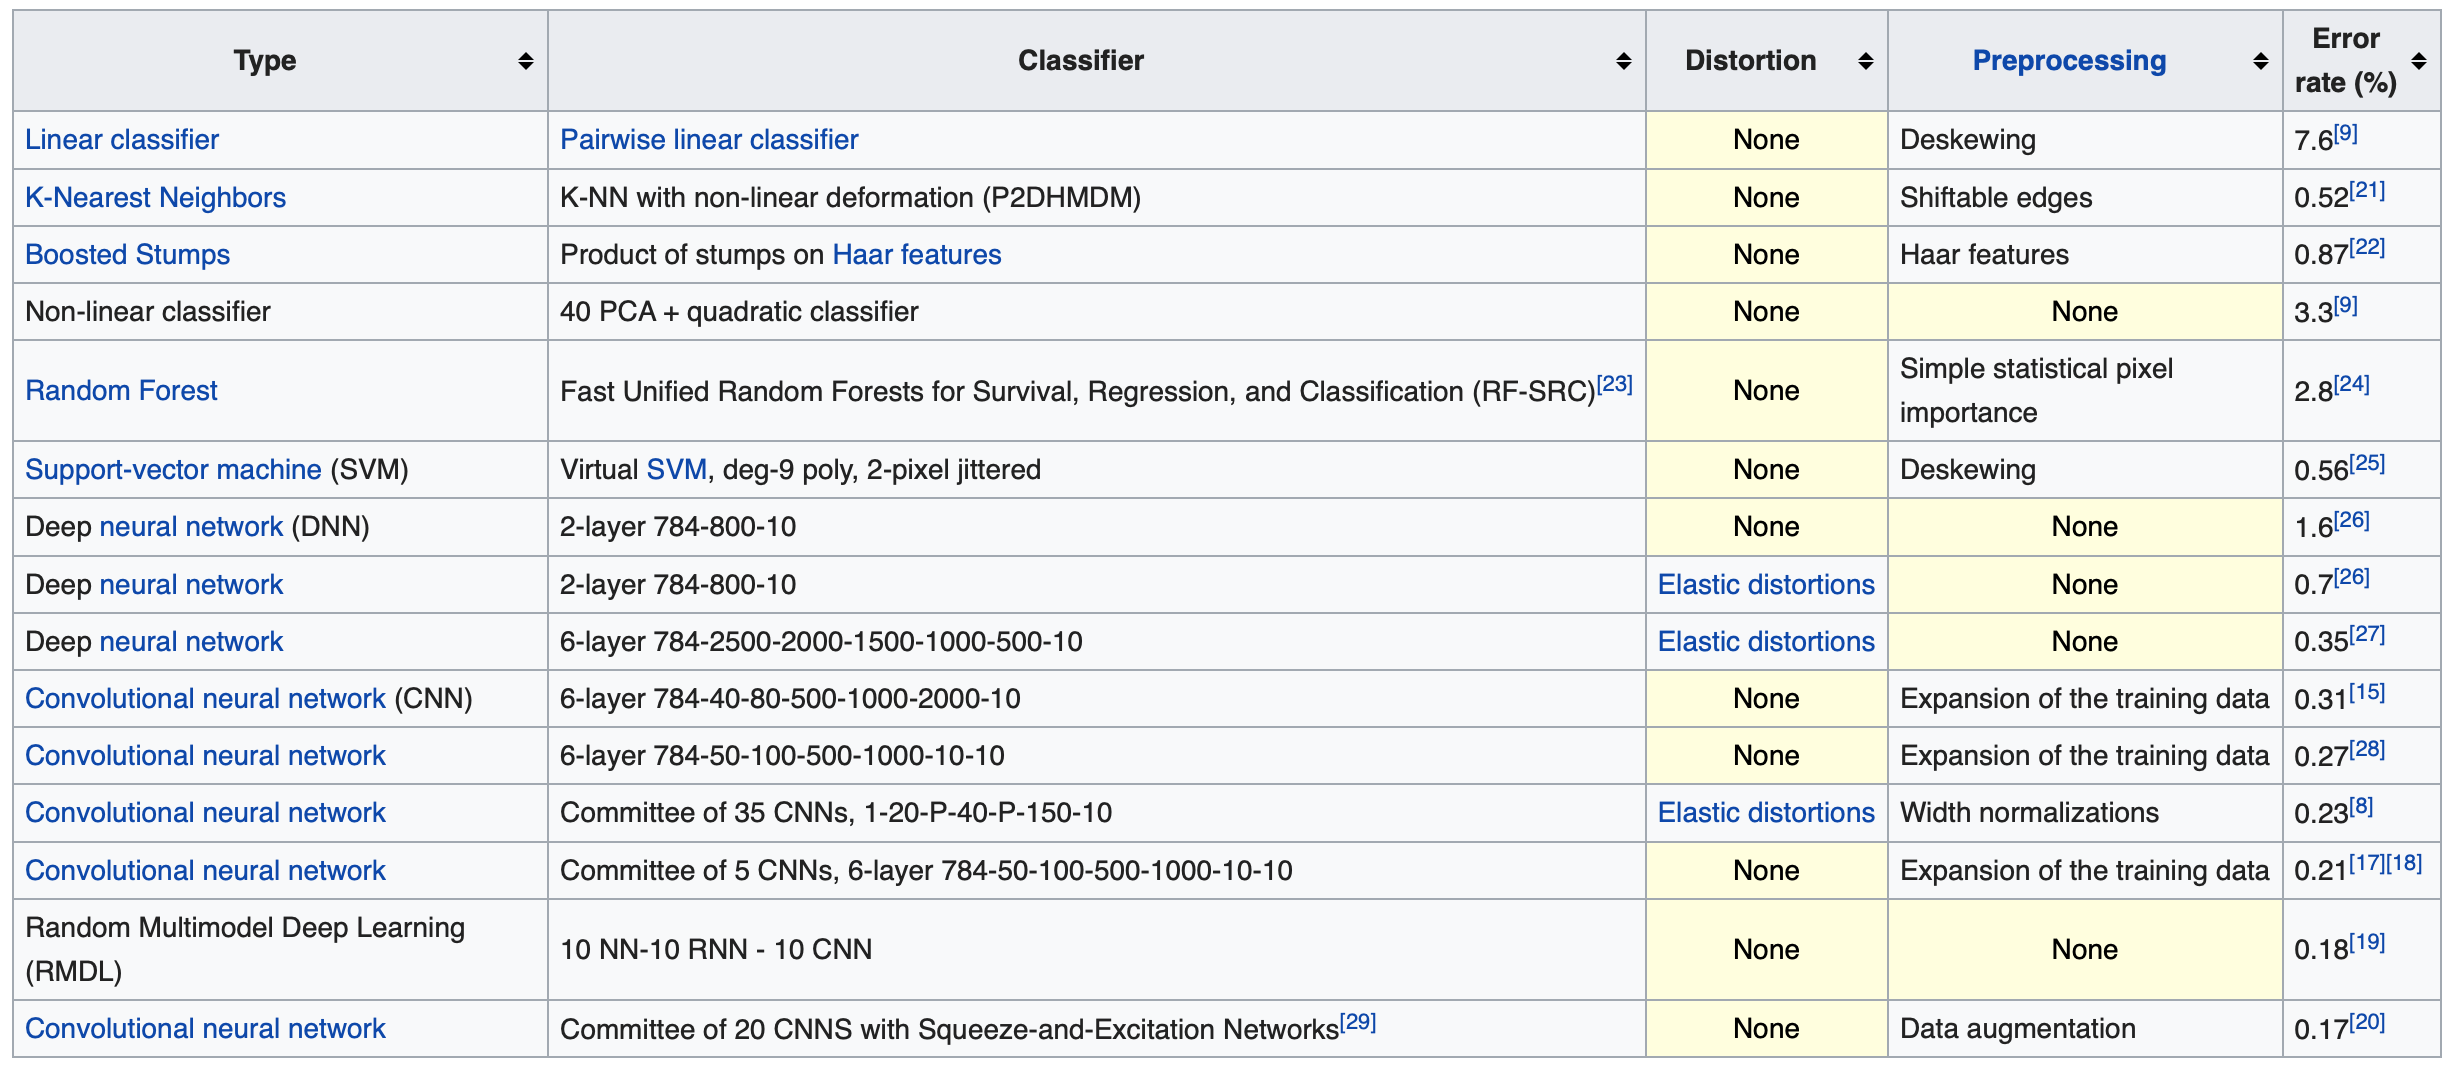 Type Classifier Distortion Preprocessing Error rate (%)
Linear classifier Pairwise linear classifier None Deskewing 7.6[9]
K-Nearest Neighbors K-NN with non-linear deformation (P2DHMDM) None Shiftable edges 0.52[21]
Boosted Stumps Product of stumps on Haar features None Haar features 0.87[22]
Non-linear classifier 40 PCA + quadratic classifier None None 3.3[9]
Random Forest Fast Unified Random Forests for Survival, Regression, and Classification (RF-SRC)[23] None Simple statistical pixel importance 2.8[24]
Support-vector machine (SVM) Virtual SVM, deg-9 poly, 2-pixel jittered None Deskewing 0.56[25]
Deep neural network (DNN) 2-layer 784-800-10 None None 1.6[26]
Deep neural network 2-layer 784-800-10 Elastic distortions None 0.7[26]
Deep neural network 6-layer 784-2500-2000-1500-1000-500-10 Elastic distortions None 0.35[27]
Convolutional neural network (CNN) 6-layer 784-40-80-500-1000-2000-10 None Expansion of the training data 0.31[15]
Convolutional neural network 6-layer 784-50-100-500-1000-10-10 None Expansion of the training data 0.27[28]
Convolutional neural network Committee of 35 CNNs, 1-20-P-40-P-150-10 Elastic distortions Width normalizations 0.23[8]
Convolutional neural network Committee of 5 CNNs, 6-layer 784-50-100-500-1000-10-10 None Expansion of the training data 0.21[17][18]
Random Multimodel Deep Learning (RMDL) 10 NN-10 RNN - 10 CNN None None 0.18[19]
Convolutional neural network Committee of 20 CNNS with Squeeze-and-Excitation Networks[29] None Data augmentation 0.17[20]